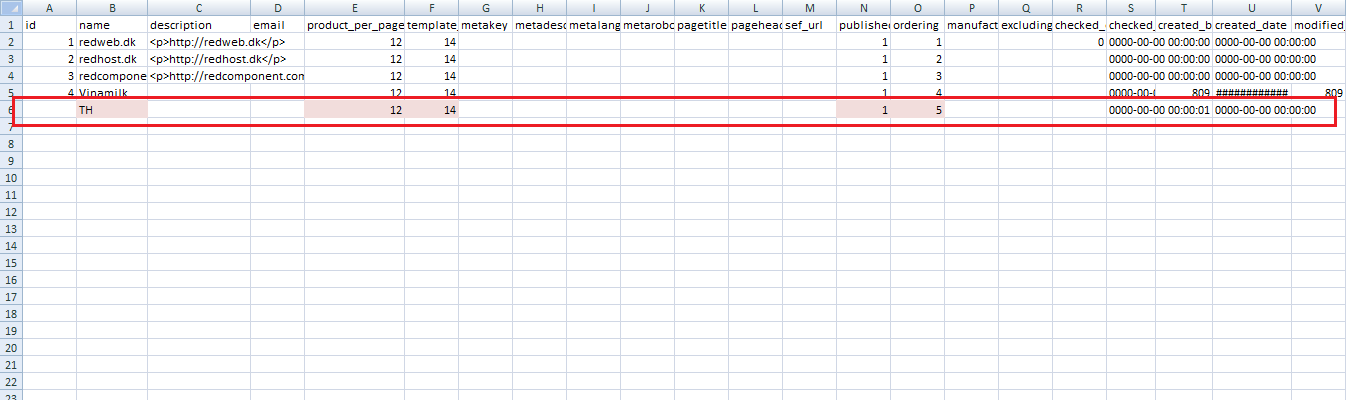 A B C D E F G H I J K L M N O P Q R S T U V
1 id name description email product_per_page template_ metakey metadesc metalang metarobo pagetitle pagehead sef_url publishe ordering manufact excluding checked_ checked_ created_b created_date modified_
2 1 redweb.dk <p>http://redweb.dk</p> 12 14 1 1 0 0000-00-00 00:00:00 0000-00-00 00:00:00
3 2 redhost.dk <p>http://redhost.dk</p> 12 14 1 2 0000-00-00 00:00:00 0000-00-00 00:00:00
4 3 redcompone <p>http://redcomponent.com 12 14 1 3 0000-00-00 00:00:00 0000-00-00 00:00:00
5 4 Vinamilk 12 14 1 4 0000-00-( 809 ############ 809
6 TH 12 14 1 5 0000-00-00 00:00:01 0000-00-00 00:00:00
7
8
9
10
11
12
13
14
15
16
17
18
19
20
21
22
23